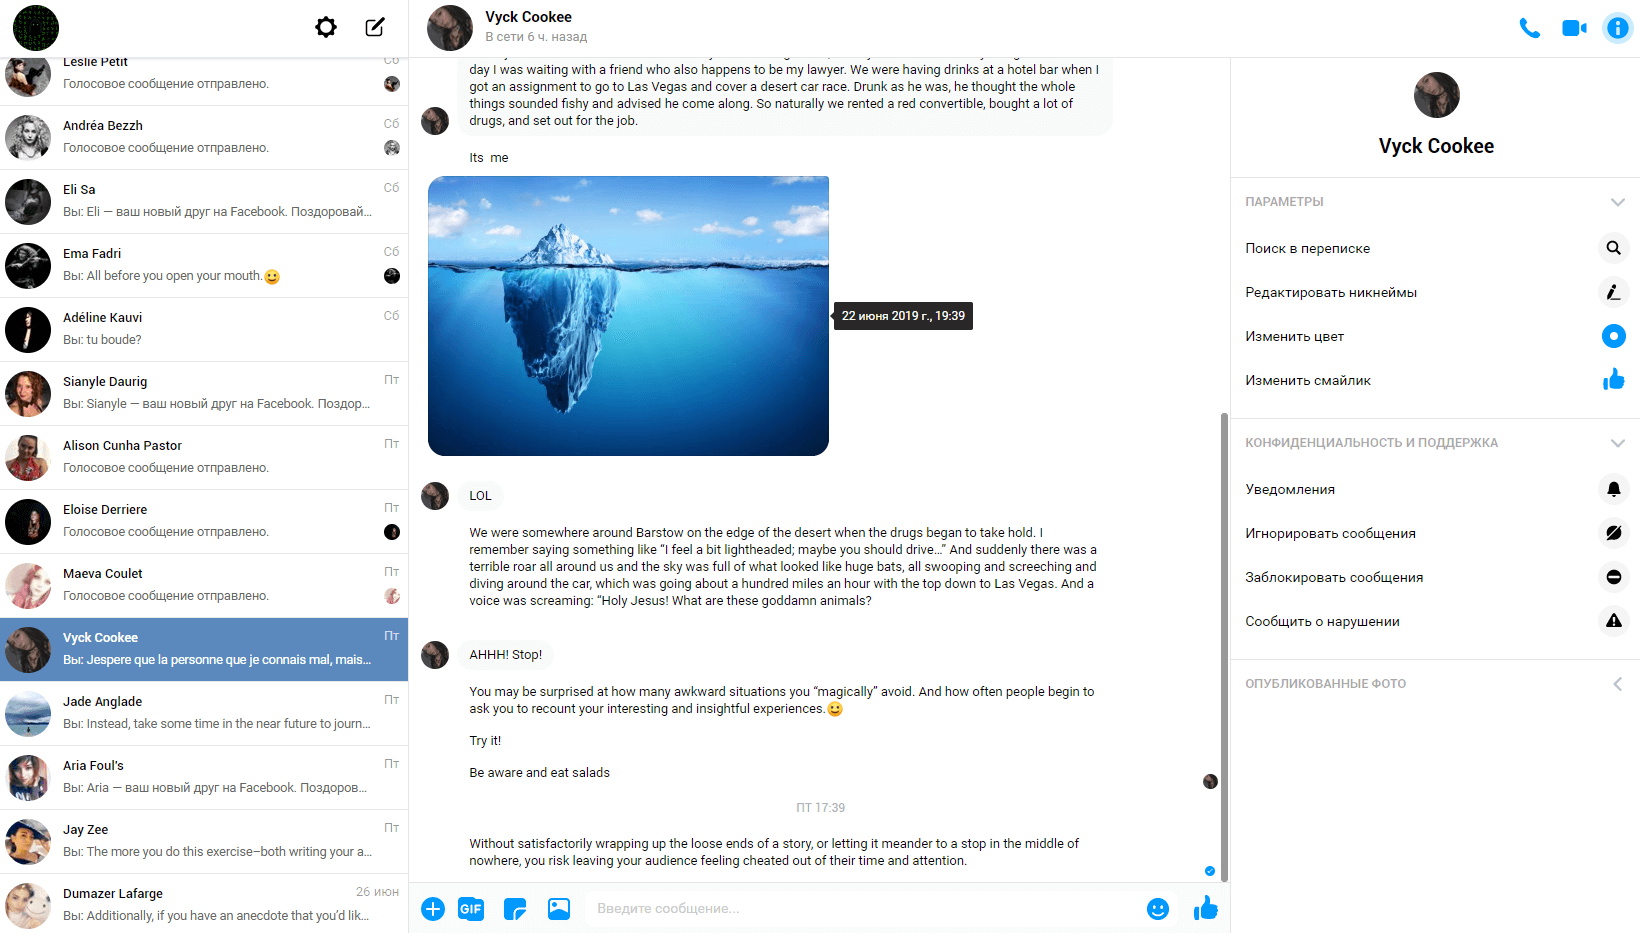 Vyck Cookee
В сети 6 ч. назад
Leslie Petit
Сб
Голосовое сообщение отправлено.
Andréa Bezzh
Сб
Голосовое сообщение отправлено.
Eli Sa
Сб
Вы: Eli — ваш новый друг на Facebook. Поздоровай...
Ema Fadri
Сб
Вы: All before you open your mouth.😀
Adéline Kauvi
Сб
Вы: tu boude?
Sianyle Daurig
Пт
Вы: Sianyle — ваш новый друг на Facebook. Поздор...
Alison Cunha Pastor
Пт
Голосовое сообщение отправлено.
Eloise Derriere
Пт
Голосовое сообщение отправлено.
Maeva Coulet
Пт
Голосовое сообщение отправлено.
Vyck Cookee
Пт
Вы: Jespere que la personne que je connais mal, mais...
Jade Anglade
Пт
Вы: Instead, take some time in the near future to journ...
Aria Foul's
Пт
Вы: Aria — ваш новый друг на Facebook. Поздоров...
Jay Zee
Пт
Вы: The more you do this exercise–both writing your a...
Dumazer Lafarge
26 июн
Вы: Additionally, if you have an anecdote that you'd lik...
day I was waiting with a friend who also happens to be my lawyer. We were having drinks at a hotel bar when I
got an assignment to go to Las Vegas and cover a desert car race. Drunk as he was, he thought the whole
things sounded fishy and advised he come along. So naturally we rented a red convertible, bought a lot of
drugs, and set out for the job.
Its me
22 июня 2019 г., 19:39
LOL
We were somewhere around Barstow on the edge of the desert when the drugs began to take hold. I
remember saying something like “I feel a bit lightheaded; maybe you should drive...” And suddenly there was a
terrible roar all around us and the sky was full of what looked like huge bats, all swooping and screeching and
diving around the car, which was going about a hundred miles an hour with the top down to Las Vegas. And a
voice was screaming: “Holy Jesus! What are these goddamn animals?
AHHH! Stop!
You may be surprised at how many awkward situations you “magically” avoid. And how often people begin to
ask you to recount your interesting and insightful experiences.😀
Try it!
Be aware and eat salads
ПТ 17:39
Without satisfactorily wrapping up the loose ends of a story, or letting it meander to a stop in the middle of
nowhere, you risk leaving your audience feeling cheated out of their time and attention.
GIF
Введите сообщение...
Vyck Cookee
ПАРАМЕТРЫ
Поиск в переписке
Редактировать никнеймы
Изменить цвет
Изменить смайлик
КОНФИДЕНЦИАЛЬНОСТЬ И ПОДДЕРЖКА
Уведомления
Игнорировать сообщения
Заблокировать сообщения
Сообщить о нарушении
ОПУБЛИКОВАННЫЕ ФОТО